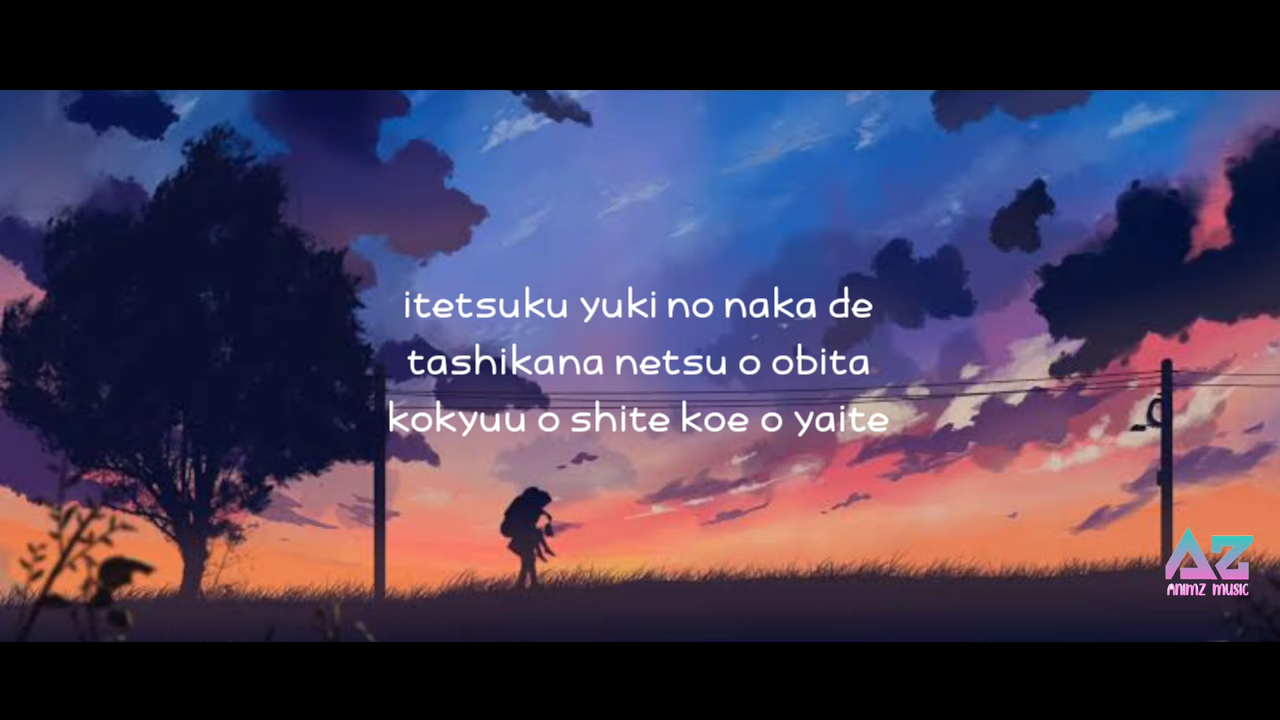 itetsuku yuki no naka de
tashikana netsu o obita
kokyuu o shite koe o yaite
AZ
ANIMZ MUSIC